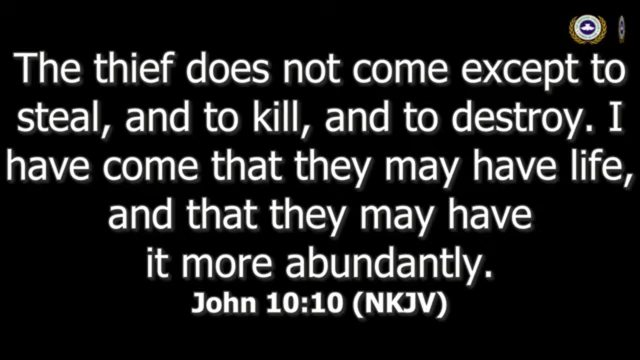 The thief does not come except to
steal, and to kill, and to destroy. I
have come that they may have life,
and that they may have
it more abundantly.
John 10:10 (NKJV)